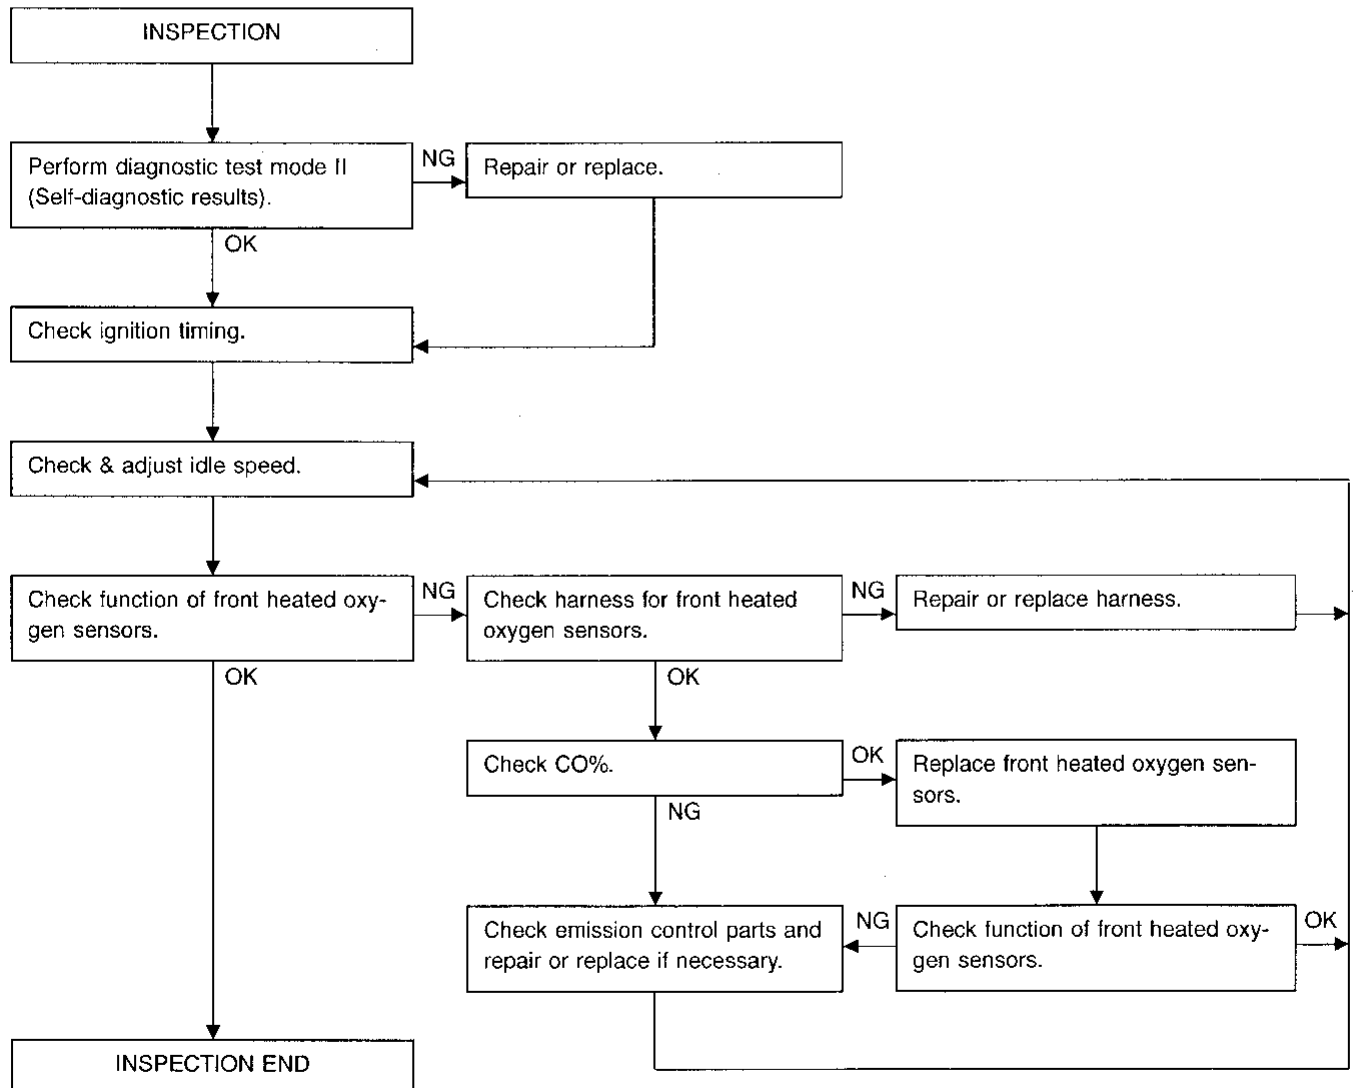 INSPECTION
Perform diagnostic test mode II
(Self-diagnostic results).
NG
Repair or replace.
OK
Check ignition timing.
Check & adjust idle speed.
Check function of front heated oxy-
gen sensors.
NG
Check harness for front heated
oxygen sensors.
NG
Repair or replace harness.
OK
OK
Check CO%.
OK
Replace front heated oxygen sen-
sors.
NG
Check emission control parts and
repair or replace if necessary.
NG
Check function of front heated oxy-
gen sensors.
OK
INSPECTION END